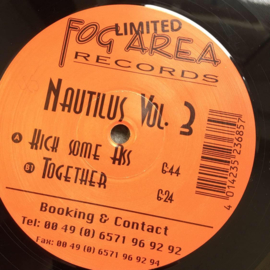 LIMITED
FOG AREA
RECORDS
NAUTILUS VOL. 3
A KICK SOME ASS 6:44
B1 TOGETHER 6:24
Booking & Contact
Tel: 00 49 (0) 6571 96 92 92
Fax: 00 49 (0) 6571 96 92 94
4 014235 236857